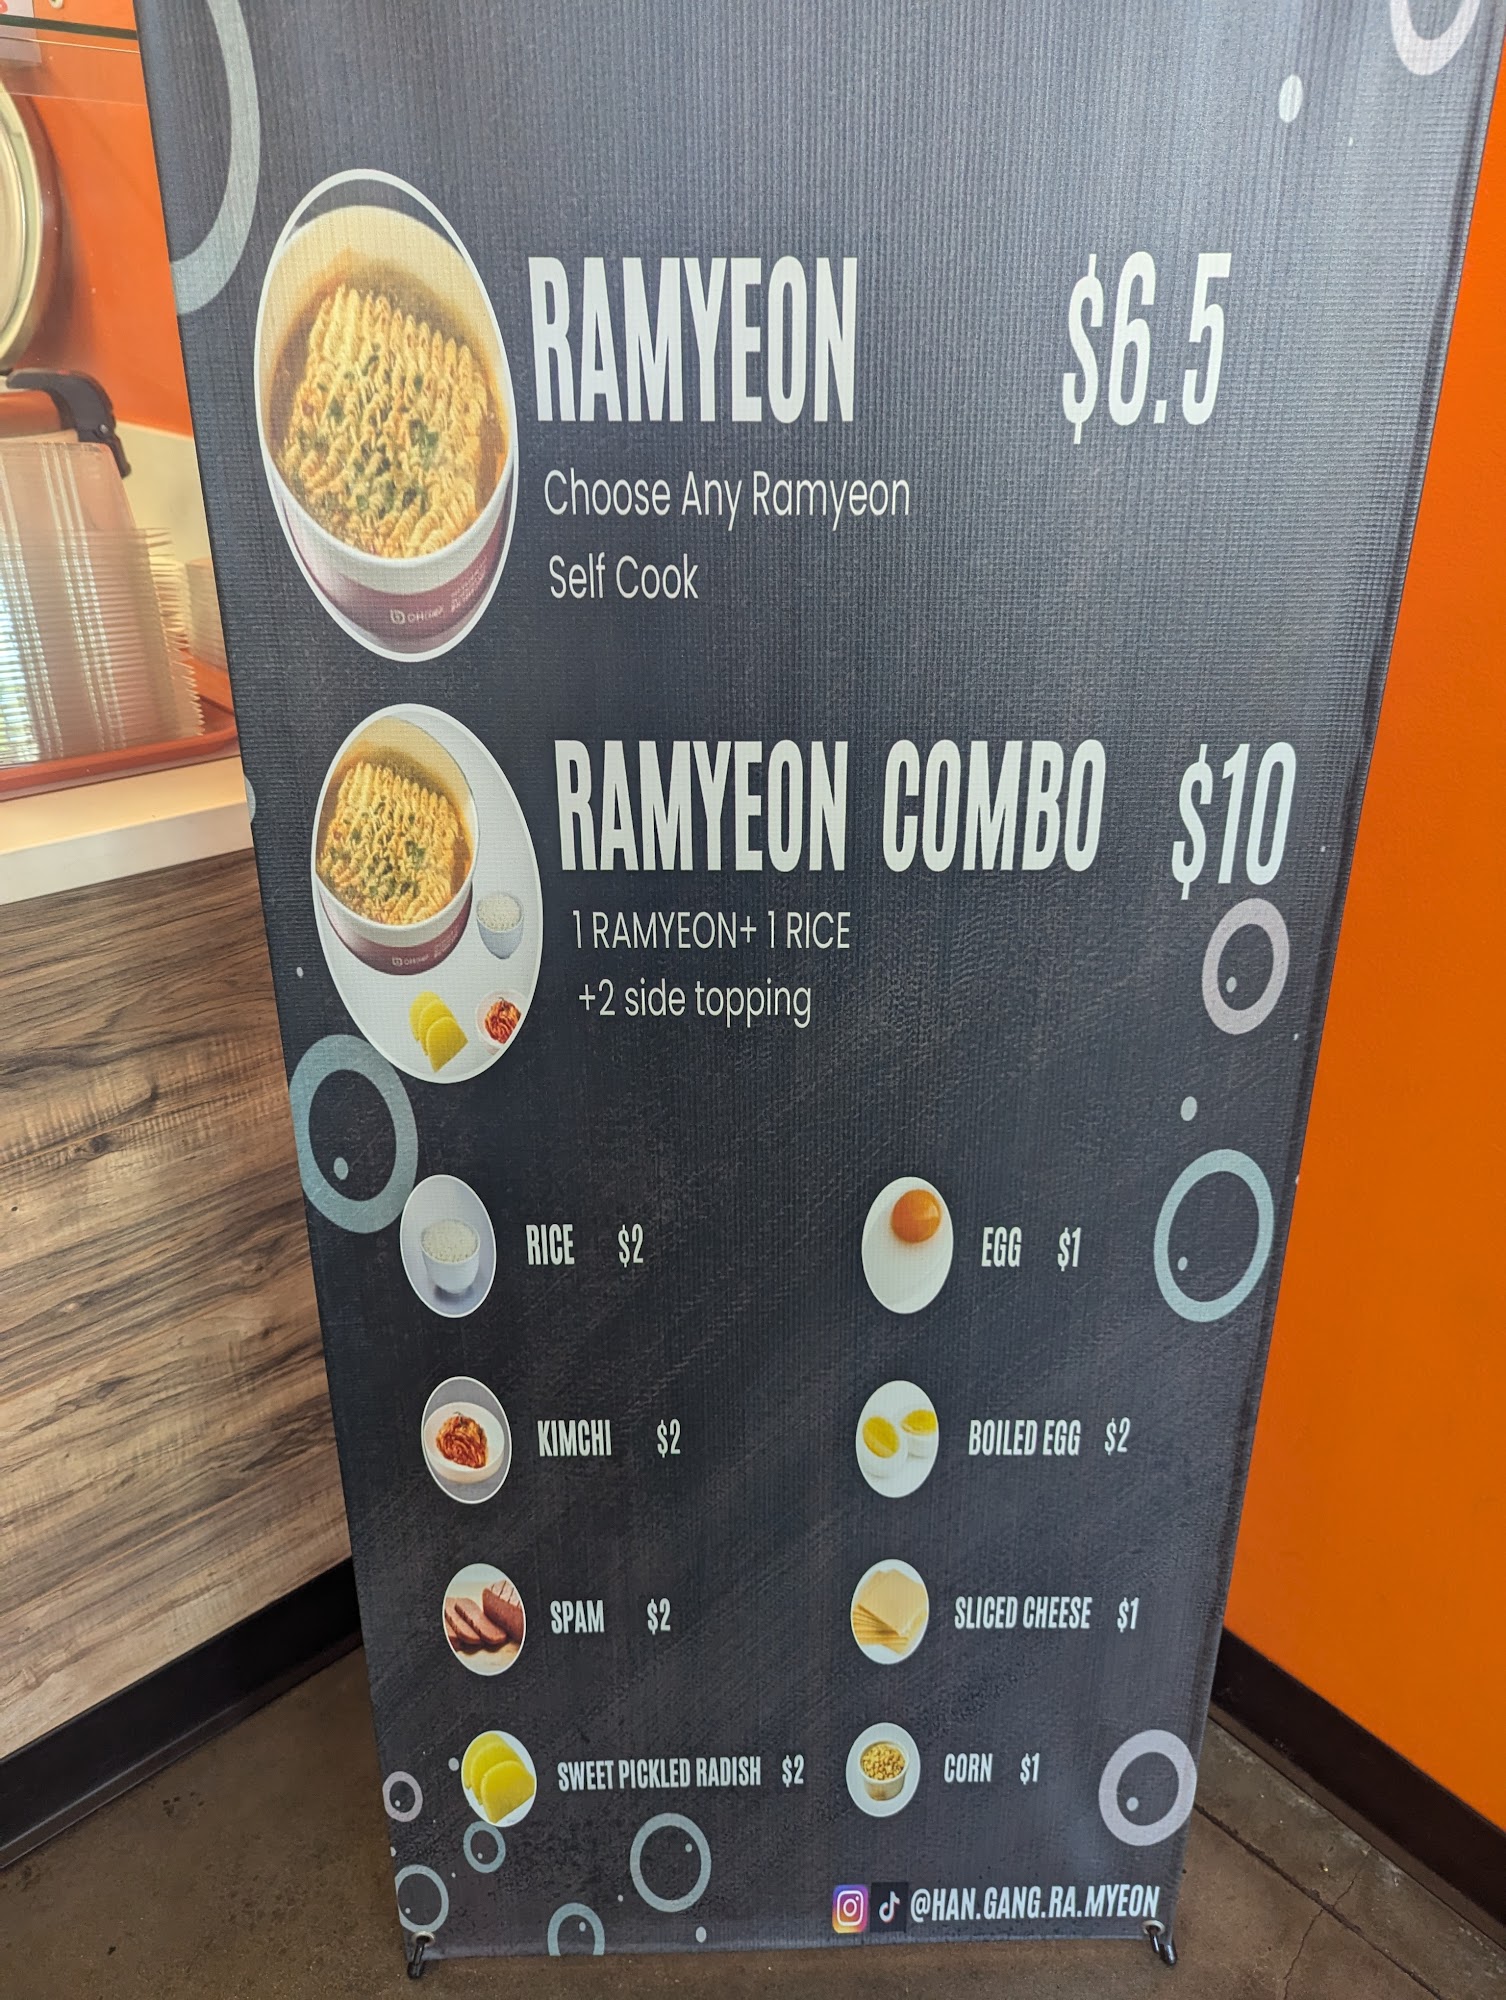 RAMYEON $6.5
Choose Any Ramyeon
Self Cook
RAMYEON COMBO $10
1 RAMYEON+ 1 RICE
+2 side topping
RICE $2
EGG $1
KIMCHI $2
BOILED EGG $2
SPAM $2
SLICED CHEESE $1
SWEET PICKLED RADISH $2
CORN $1
@HAN.GANG.RA.MYEON